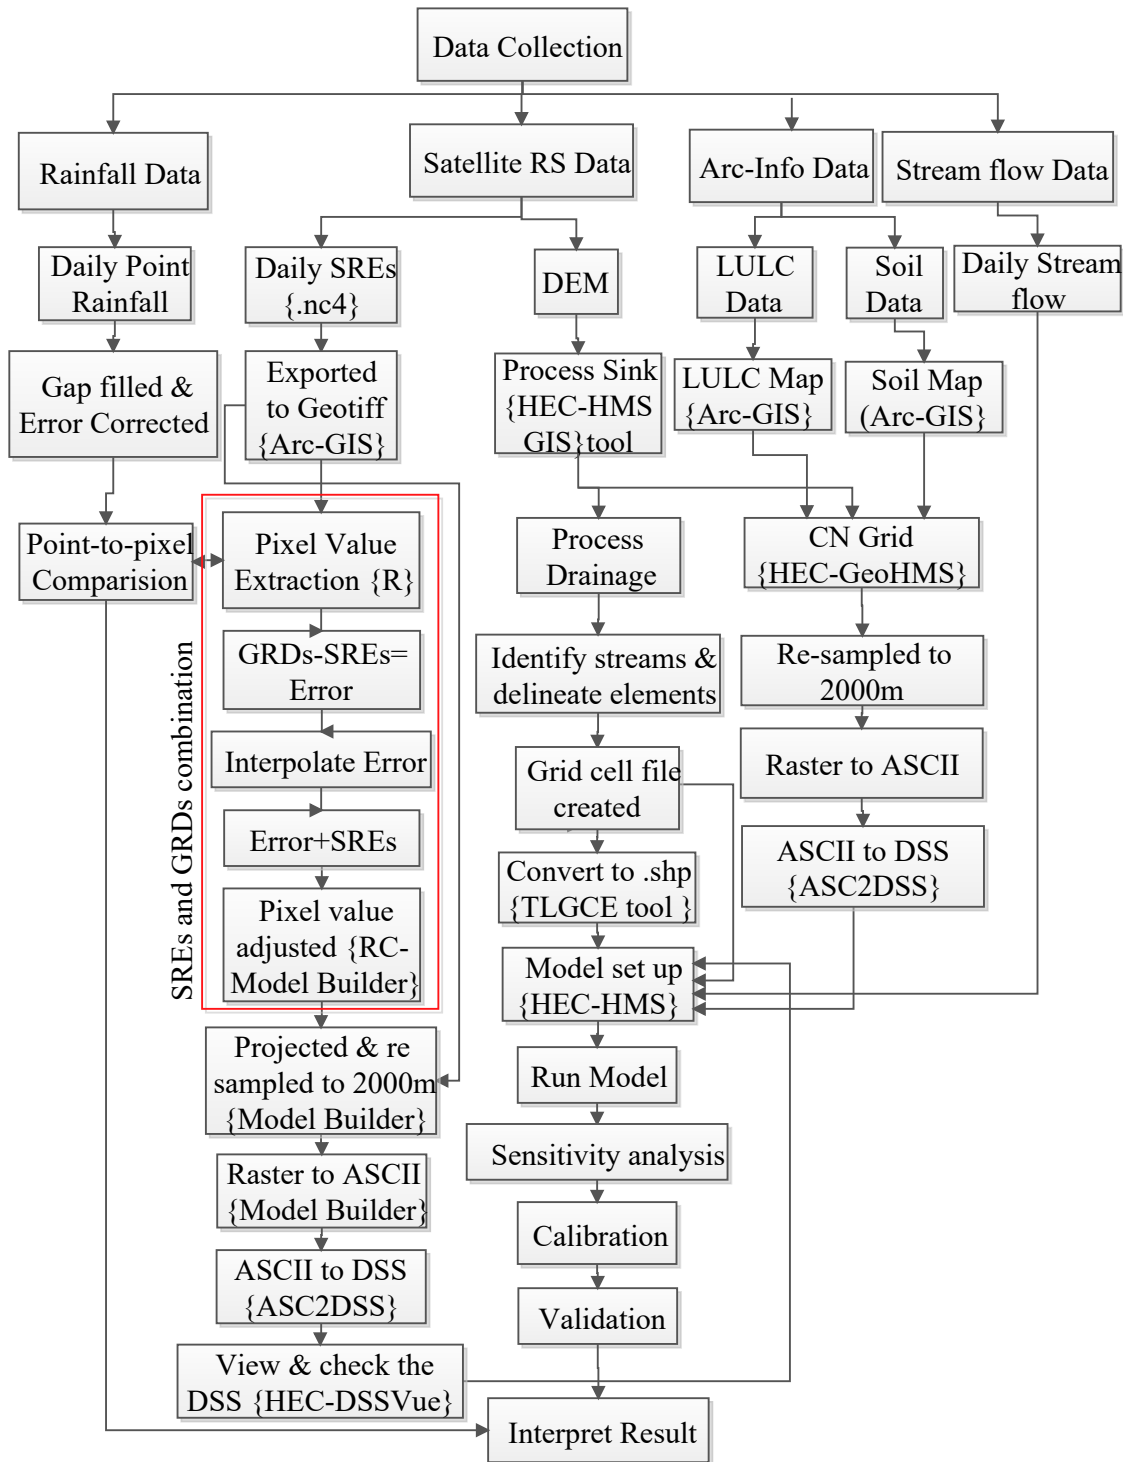 Data Collection
Rainfall Data
Satellite RS Data
Arc-Info Data
Stream flow Data
Daily Point
Rainfall
Daily SREs
{.nc4}
DEM
LULC
Data
Soil
Data
Daily Stream
flow
Gap filled &
Error Corrected
Exported
to Geotiff
{Arc-GIS}
Process Sink
{HEC-HMS
GIS}tool
LULC Map
{Arc-GIS}
Soil Map
(Arc-GIS}
Point-to-pixel
Comparision
Pixel Value
Extraction {R}
Process
Drainage
CN Grid
{HEC-GeoHMS}
SREs and GRDs combination
GRDs-SREs=
Error
Identify streams &
delineate elements
Re-sampled to
2000m
Interpolate Error
Grid cell file
created
Raster to ASCII
Error+SREs
Convert to .shp
{TLGCE tool }
ASCII to DSS
{ASC2DSS}
Pixel value
adjusted {RC-
Model Builder}
Model set up
{HEC-HMS}
Projected & re
sampled to 2000m
{Model Builder}
Run Model
Raster to ASCII
{Model Builder}
Sensitivity analysis
ASCII to DSS
{ASC2DSS}
Calibration
Validation
View & check the
DSS {HEC-DSSVue}
Interpret Result